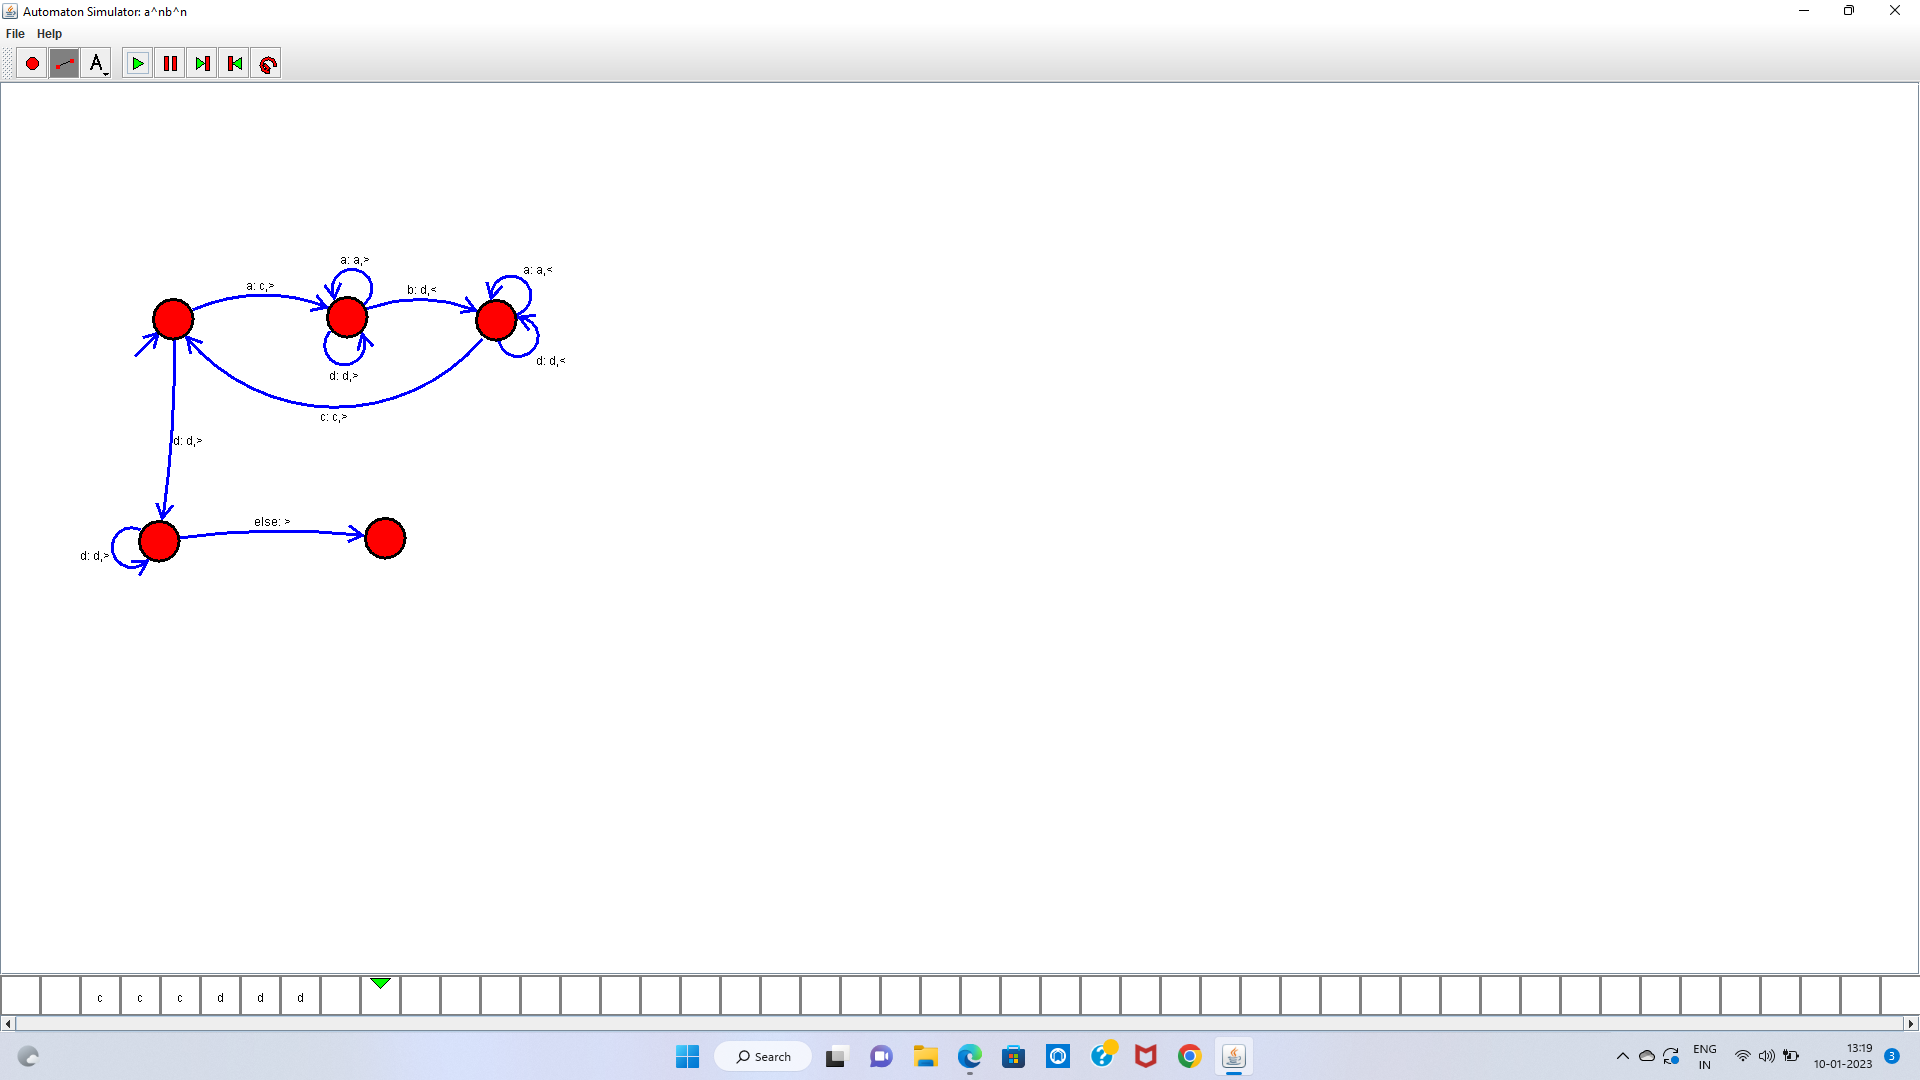 Automaton Simulator: a^nb^n
File Help
A
a: a,>
a: a,<
a: c,>
b: d,<
d: d,<
d: d,>
c: c,>
d: d,>
else: >
d: d,>
c c c d d d
Search
ENG
IN
13:19
10-01-2023
3